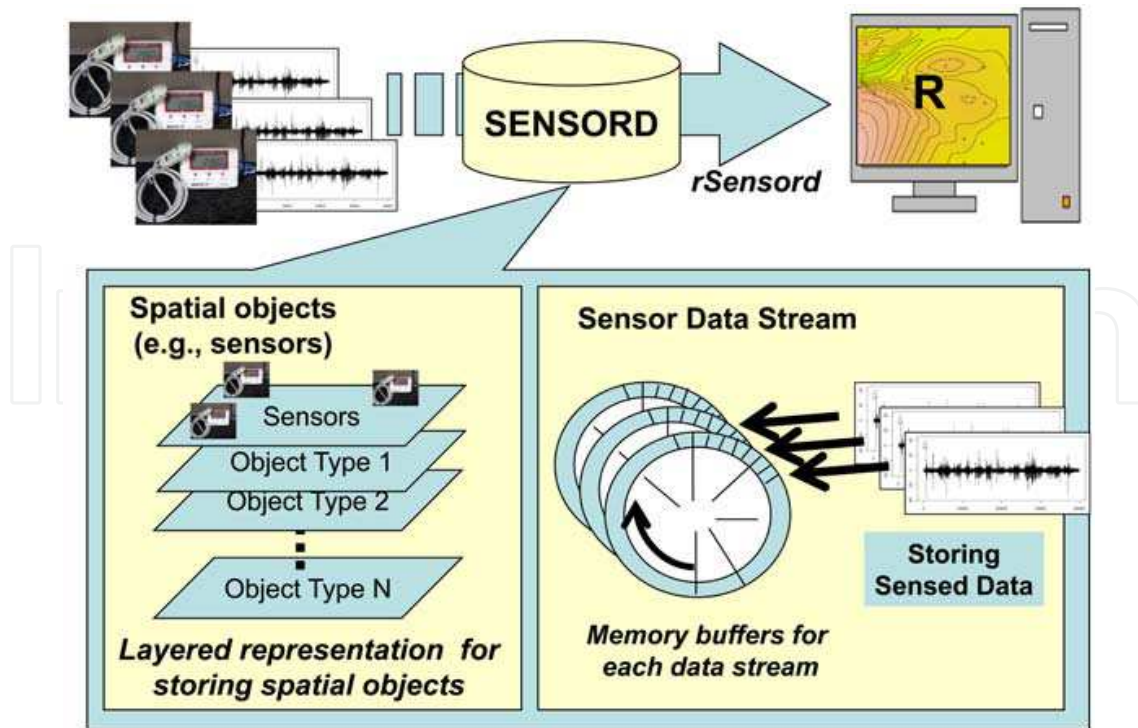 SENSORD
rSensord
R
Spatial objects
(e.g., sensors)
Sensors
Object Type 1
Object Type 2
Object Type N
Layered representation for
storing spatial objects
Sensor Data Stream
Storing
Sensed Data
Memory buffers for
each data stream